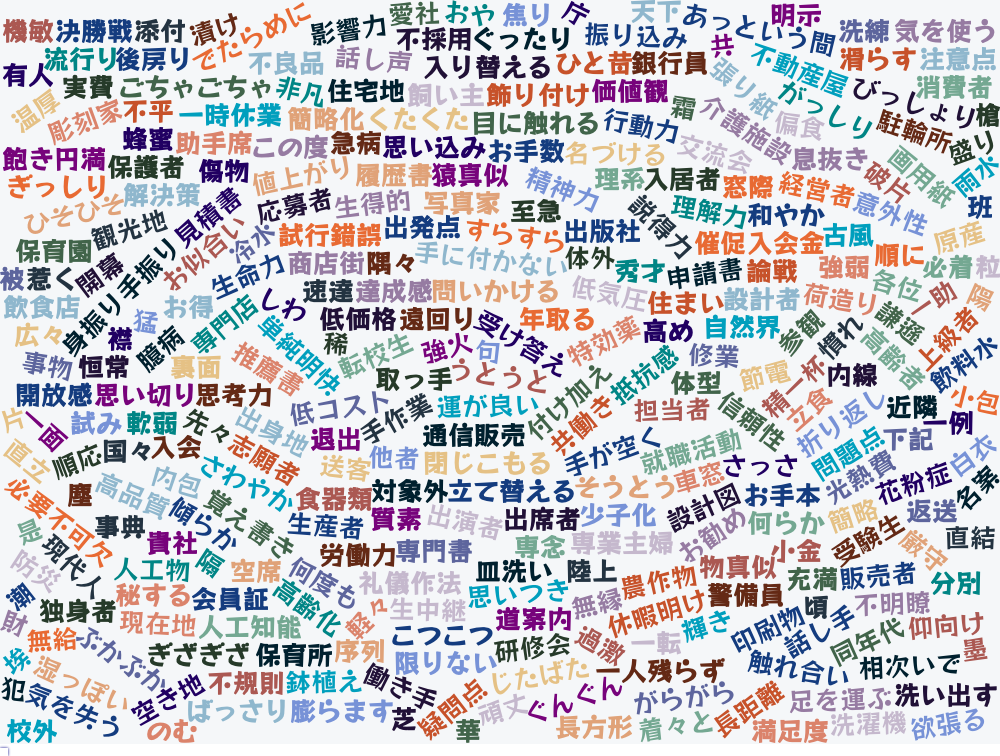 機敏
決勝戦
添付
漬け
でたらめに
影響力
愛社
おや
焦り
庁
天下
あっという間
明示
洗練
気を使う
流行り
後戻り
不採用
ぐったり
振り込み
共
不動産屋
滑らす
注意点
有人
不良品
話し声
入り替える
ひと苦
銀行員
張り紙
がっしり
びっしょり
消費者
槍
実費
ごちゃごちゃ
非凡
住宅地
飼い主
飾り付け
価値観
霜
介護施設
偏食
駐輪所
盛り
温厚
彫刻家
不平
一時休業
簡略化
くたくた
目に触れる
行動力
蜂蜜
助手席
この度
急病
思い込み
お手数
名づける
交流会
息抜き
破片
画用紙
雨水
飽き円満
保護者
傷物
値上がり
履歴書
猿真似
精神力
理系
入居者
窓際
経営者
意外性
班
ぎっしり
解決策
ひそひそ
観光地
見積書
応募者
生得的
写真家
至急
説得力
理解力
和やか
保育園
お似合い
冷水
試行錯誤
出発点
すらすら
出版社
催促
入会金
古風
順に
原産
被
惹く
開幕
手振り
生命力
商店街
隅々
手に付かない
体外
秀才
申請書
論戦
強弱
各位
必着
粒
飲食店
身振り
お得
しわ
速達
達成感
問いかける
低気圧
住まい
設計者
荷造り
一助
陽
広々
襟
猛
専門店
単純明快
低価格
遠回り
受け答え
年取る
特効薬
高め
自然界
参観
慣れ
謙遜
上級者
事物
恒常
臆病
裏面
推薦書
稀
転校生
強火
句
修業
高齢者
飲料水
開放感
思い切り
思考力
取っ手
うとうと
付け加え
抵抗感
体型
節電
精一杯
内線
小包
片
一面
試み
軟弱
先々
出身地
低コスト
手作業
運が良い
共働き
担当者
信頼性
立食
折り返し
近隣
一例
直立
順応
国々
入会
志願者
退出
通信販売
手が空く
就職活動
問題点
下記
白衣
内包
さわやか
送客
他者
閉じこもる
車窓
さっさ
光熱費
花粉症
名案
必要不可欠
塵
高品質
傾らか
覚え書き
食器類
対象外
立て替える
そうとう
設計図
お手本
忌
現代人
事典
生産者
質素
出演者
出席者
少子化
お勧め
何らか
簡略
受験生
返送
貴社
隔
空席
労働力
専門書
専念
専業主婦
物真似
小金
厳守
直結
防災
人工物
何度も
礼儀作法
皿洗い
陸上
農作物
充満
販売者
分別
独身者
秘する
会員証
高齢化
軽々
生中継
思いつき
無縁
休暇明け
警備員
頃
不明瞭
財
無給
現在地
人工知能
こつこつ
道案内
過激
一転
輝き
印刷物
話し手
同年代
仰向け
墨
挨
ぶかぶか
ぎざぎざ
保育所
序列
限りない
研修会
触れ合い
相次いで
湿っぽい
空き地
不規則
鉢植え
働き手
じたばた
一人残らず
犯
気を失う
ばっさり
膨らます
芝
疑問点
頑丈
ぐんぐん
がらがら
長距離
足を運ぶ
洗い出す
校外
のむ
華
長方形
着々と
満足度
洗濯機
欲張る